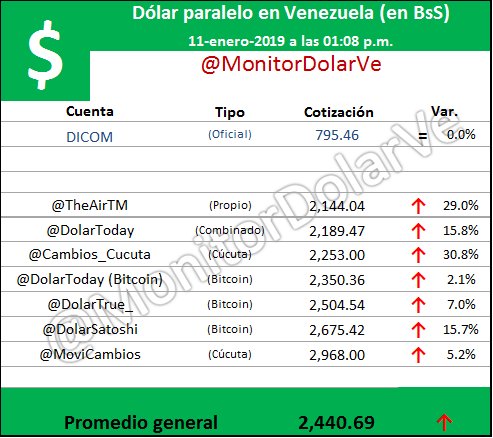 $
Dólar paralelo en Venezuela (en BsS)
11-enero-2019 a las 01:08 p.m.
@MonitorDolarVe
Cuenta Tipo Cotización Var.
DICOM (Oficial) 795.46 = 0.0%
@TheAirTM (Propio) 2,144.04 ↑ 29.0%
@DolarToday (Combinado) 2,189.47 ↑ 15.8%
@Cambios_Cucuta (Cúcuta) 2,253.00 ↑ 30.8%
@DolarToday (Bitcoin) (Bitcoin) 2,350.36 ↑ 2.1%
@DolarTrue_ (Bitcoin) 2,504.54 ↑ 7.0%
@DolarSatoshi (Bitcoin) 2,675.42 ↑ 15.7%
@MoviCambios (Cúcuta) 2,968.00 ↑ 5.2%
Promedio general 2,440.69 ↑
@MonitorDolarVe